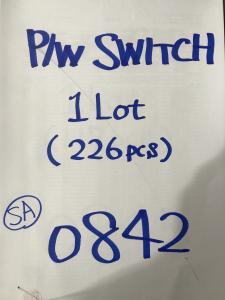 P/W SWITCH
1 Lot
(226 PCS)
SA
0842